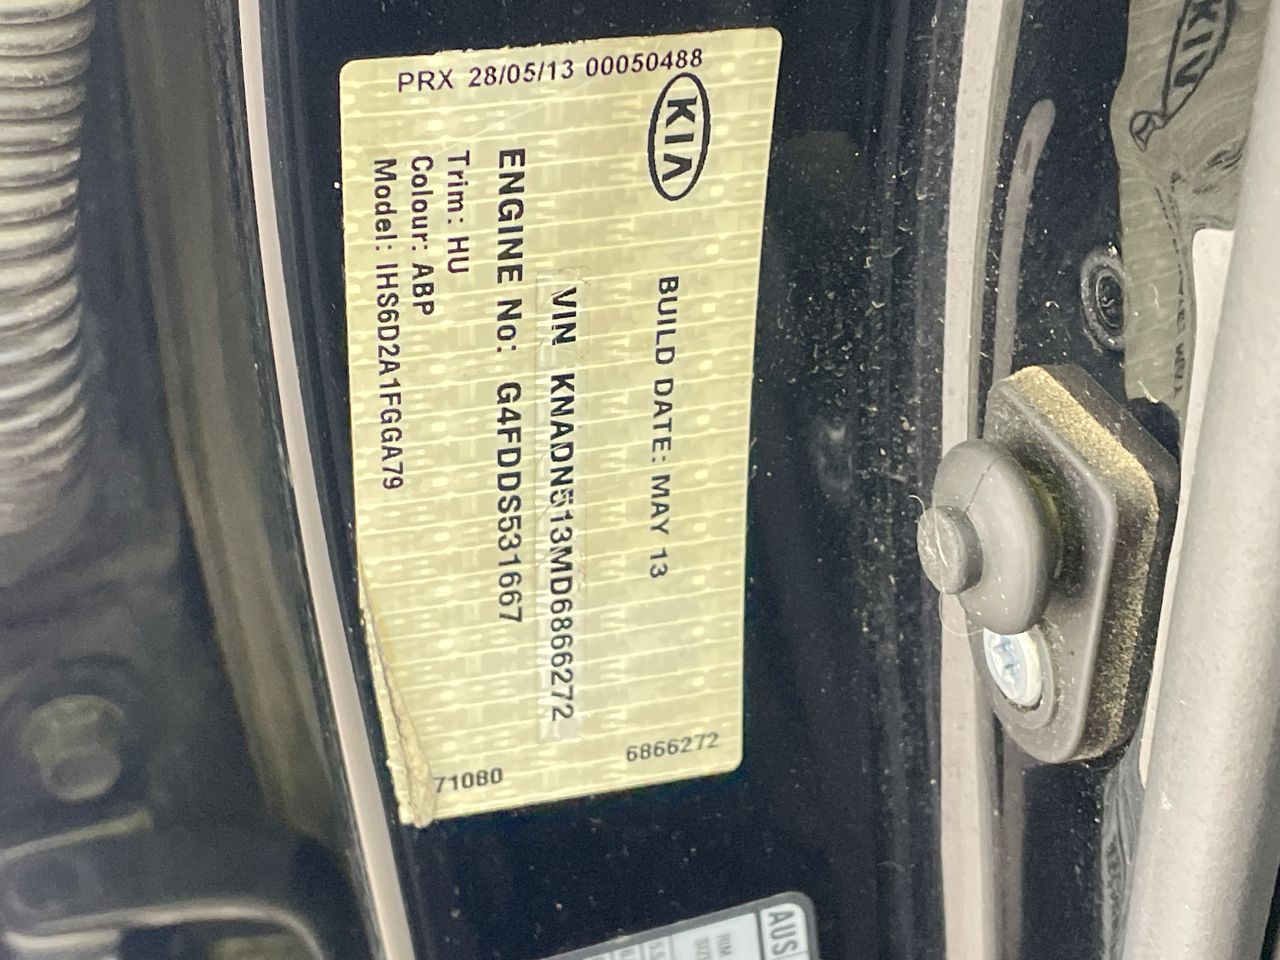 PRX 28/05/13 00050488
KIA
BUILD DATE: MAY 13
VIN KNADN513MD6866272
ENGINE No: G4FDDS531667
Trim: HU
Colour: ABP
Model: IHS6D2A1FGGA79
71080
6866272
AUS